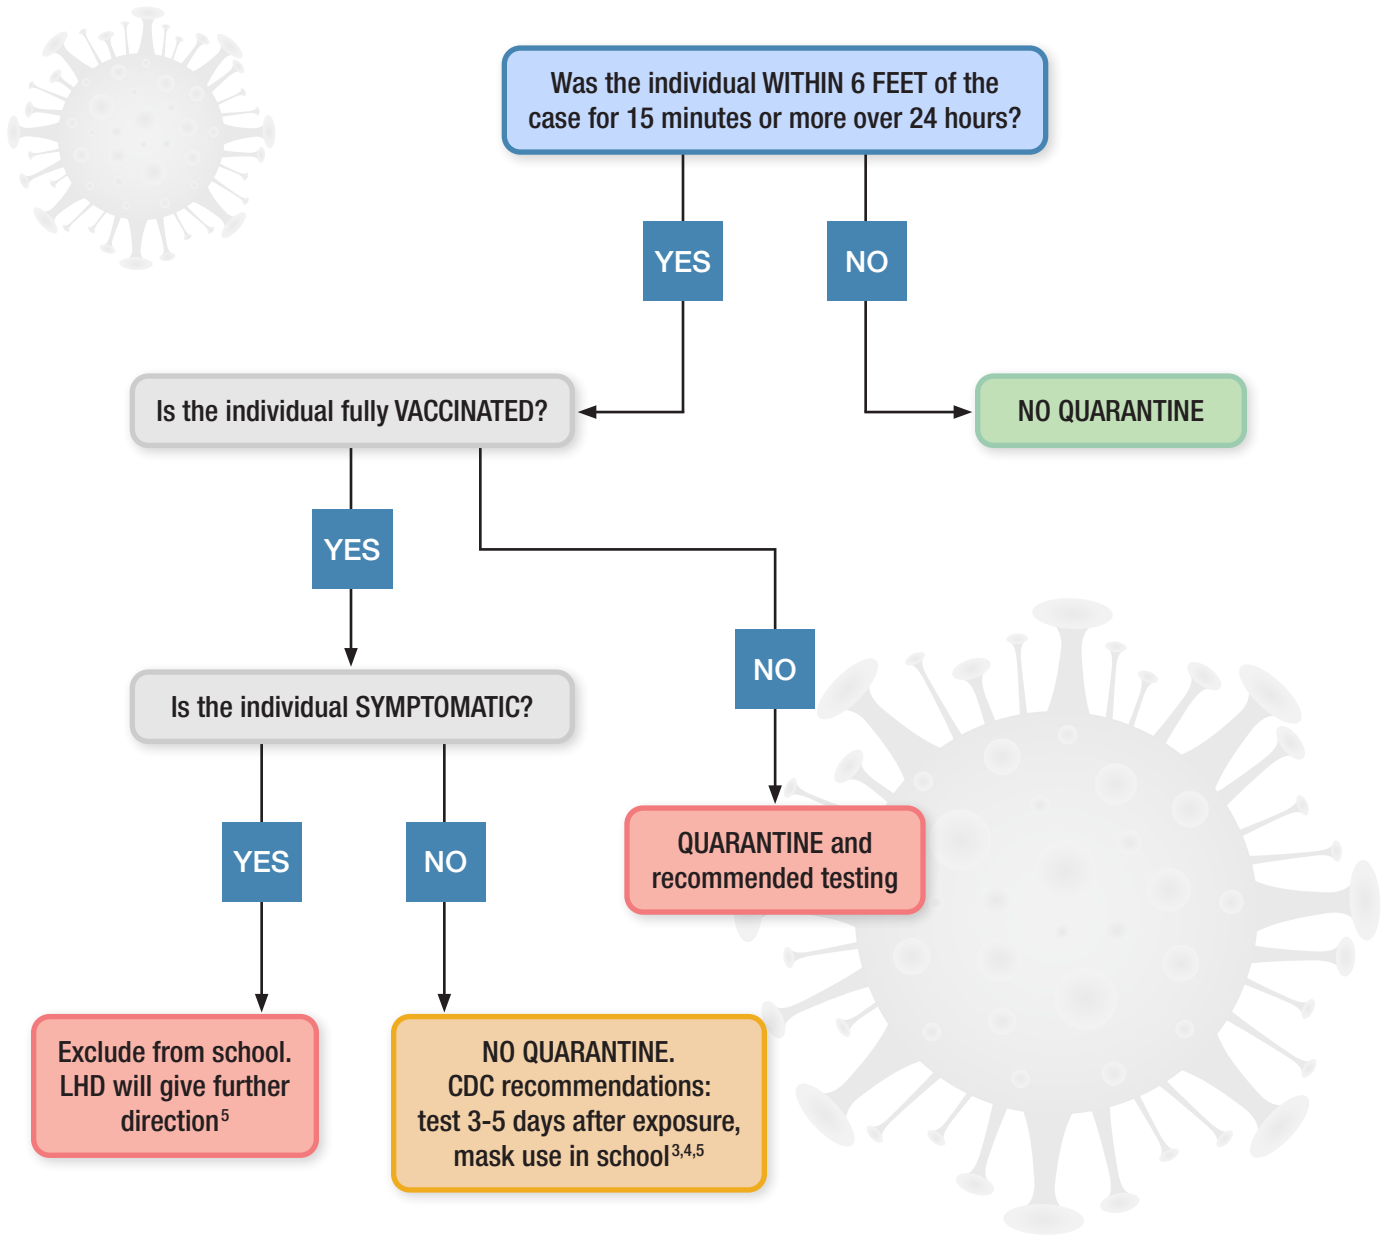 Was the individual WITHIN 6 FEET of the
case for 15 minutes or more over 24 hours?
YES
NO
Is the individual fully VACCINATED?
NO QUARANTINE
YES
NO
Is the individual SYMPTOMATIC?
YES
NO
QUARANTINE and
recommended testing
Exclude from school.
LHD will give further
direction5
NO QUARANTINE.
CDC recommendations:
test 3-5 days after exposure,
mask use in school3,4,5